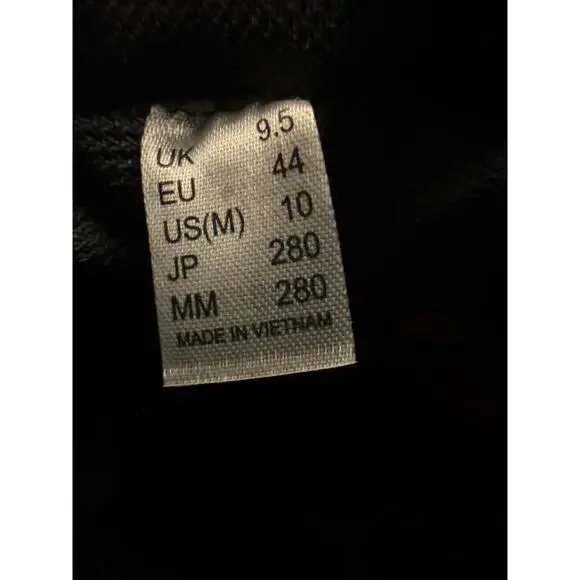 UK 9.5
EU 44
US(M) 10
JP 280
MM 280
MADE IN VIETNAM